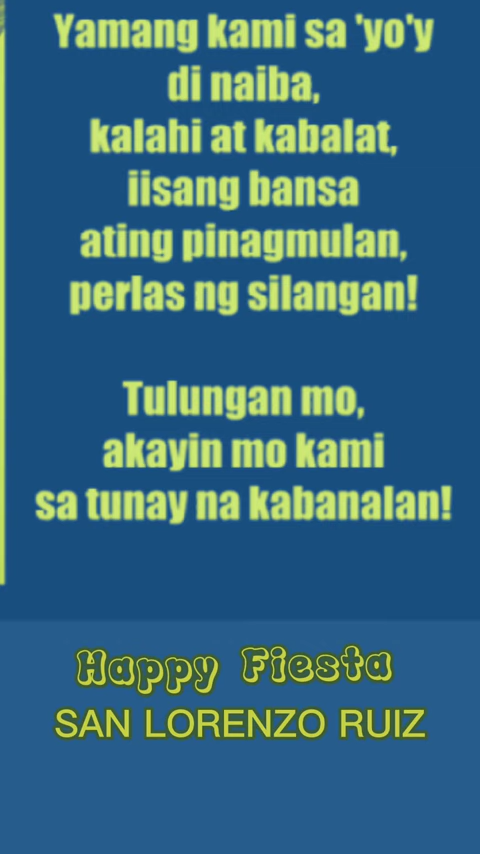 Yamang kami sa 'yo'y
di naiba,
kalahi at kabalat,
iisang bansa
ating pinagmulan,
perlas ng silangan!
Tulungan mo,
akayin mo kami
sa tunay na kabanalan!
Happy Fiesta
SAN LORENZO RUIZ